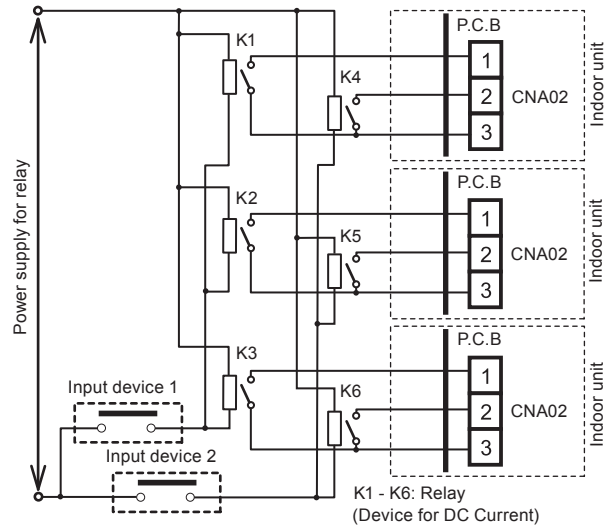 Power supply for relay
K1
K4
P.C.B
1
2
3
CNA02
Indoor unit
K2
K5
P.C.B
1
2
3
CNA02
Indoor unit
K3
K6
P.C.B
1
2
3
CNA02
Indoor unit
Input device 1
Input device 2
K1 - K6: Relay
(Device for DC Current)